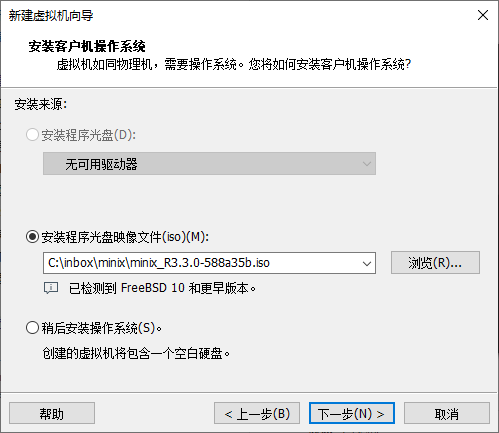 新建虚拟机向导
安装客户机操作系统
虚拟机如同物理机，需要操作系统。您将如何安装客户机操作系统?
安装来源:
安装程序光盘(D):
无可用驱动器
安装程序光盘映像文件(iso)(M):
C:\inbox\minix\minix_R3.3.0-588a35b.iso
浏览(R)...
已检测到 FreeBSD 10 和更早版本。
稍后安装操作系统(S)。
创建的虚拟机将包含一个空白硬盘。
帮助
< 上一步(B)
下一步(N) >
取消